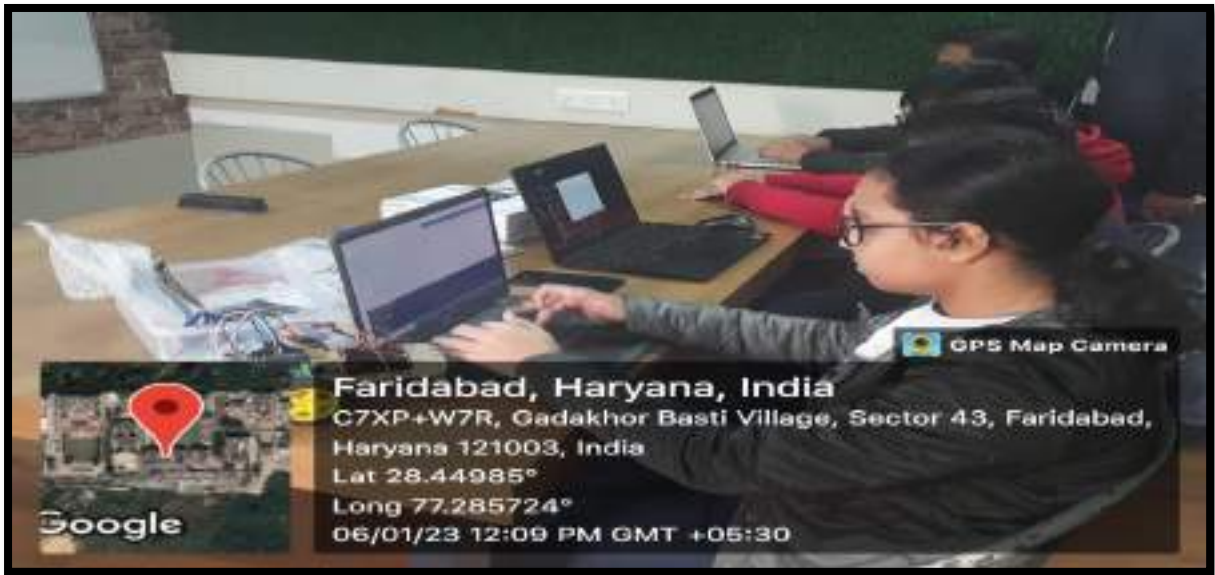 GPS Map Camera
Faridabad, Haryana, India
C7XP+W7R, Gadakhor Basti Village, Sector 43, Faridabad,
Haryana 121003, India
Lat 28.44985°
Long 77.285724°
06/01/23 12:09 PM GMT +05:30
Google